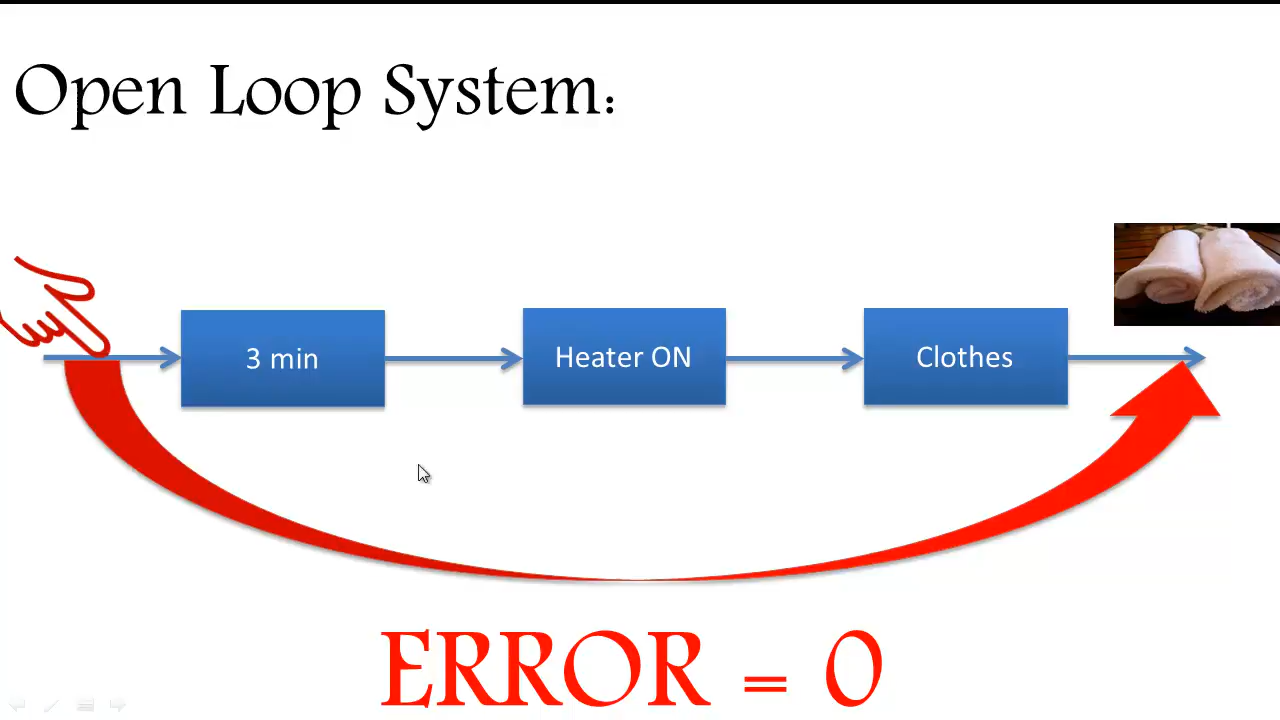 Open Loop System:
3 min
Heater ON
Clothes
ERROR = 0